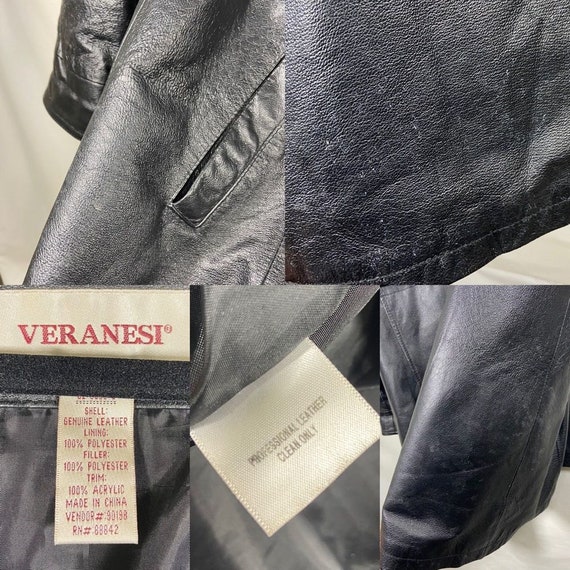 VERANESI®
SHELL:
GENUINE LEATHER
LINING:
100% POLYESTER
FILLER:
100% POLYESTER
TRIM:
100% ACRYLIC
MADE IN CHINA
VENDOR# 90198
RN# 88842
PROFESSIONAL LEATHER
CLEAN ONLY